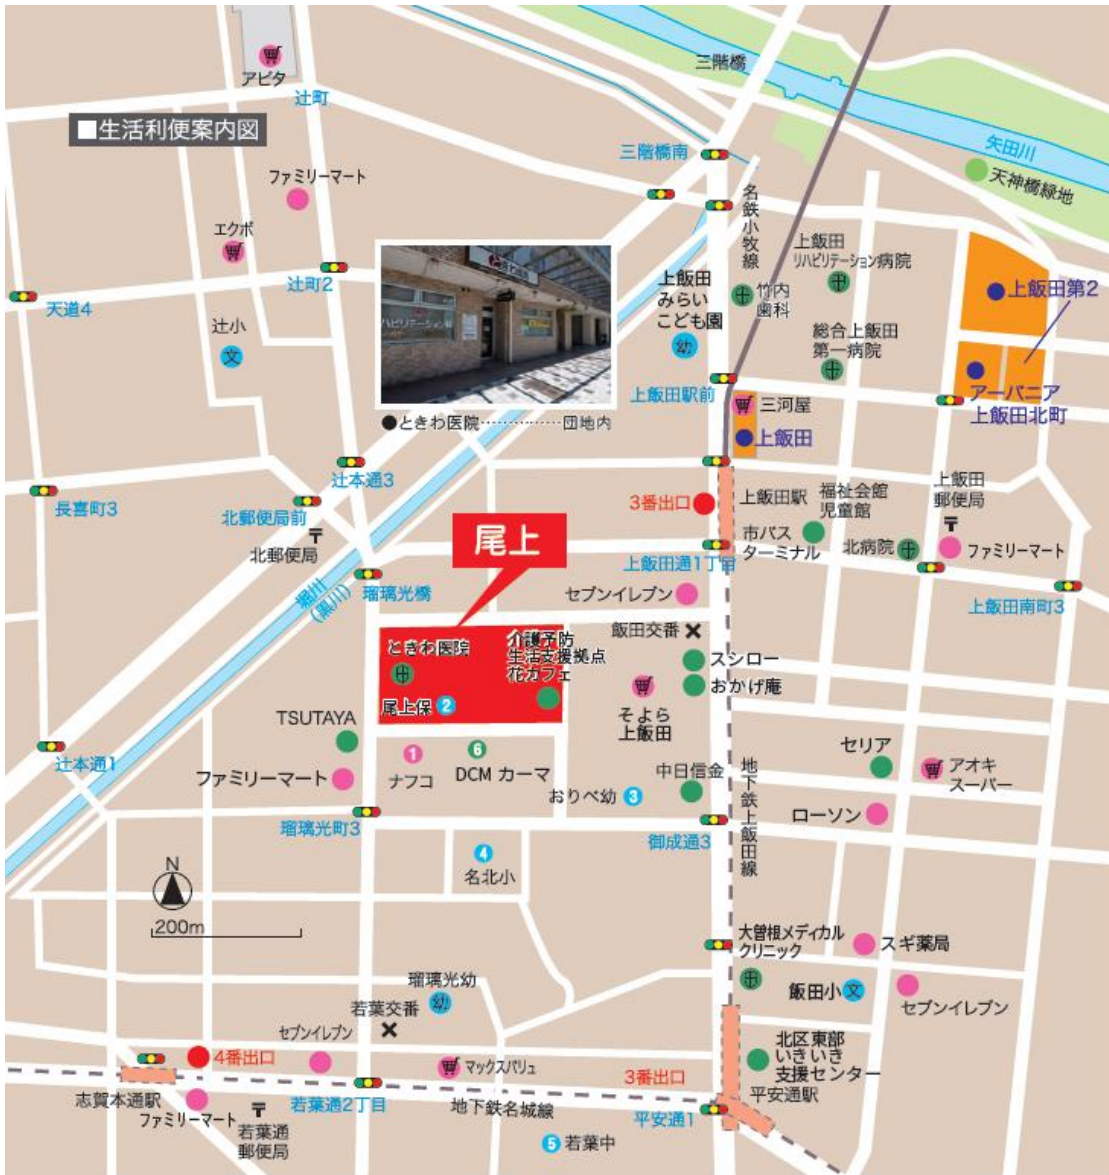 三階橋
アピタ
辻町
■生活利便案内図
矢田川
三階橋南
天神橋緑地
ファミリーマート
名鉄小牧線
エクボ
上飯田
リハビリテーション病院
上飯田
みらい
こども園
幼
竹内
歯科
辻町2
天道4
上飯田第2
辻小
文
総合上飯田
第一病院
上飯田駅前
アーバニア
上飯田北町
三河屋
●ときわ医院……………団地内
上飯田
辻本通3
長喜町3
北郵便局前
〒
北郵便局
3番出口
上飯田駅
福祉会館
児童館
上飯田
郵便局
〒
市バス
ターミナル
北病院
ファミリーマート
尾上
上飯田通1丁目
堀川
(黒川)
瑠璃光橋
セブンイレブン
上飯田南町3
飯田交番
ときわ医院
介護予防
生活支援拠点
花カフェ
スシロー
おかげ庵
尾上保 2
そよら
上飯田
TSUTAYA
辻本通1
1
ナフコ
6
DCM カーマ
セリア
アオキ
スーパー
ファミリーマート
中日信金
地下鉄上飯田線
おりべ幼 3
ローソン
瑠璃光町3
御成通3
4
名北小
N
200m
大曽根メディカル
クリニック
スギ薬局
瑠璃光幼
幼
飯田小
文
セブンイレブン
若葉交番
セブンイレブン
北区東部
いきいき
支援センター
4番出口
マックスバリュ
3番出口
平安通駅
志賀本通駅
ファミリーマート
若葉通2丁目
地下鉄名城線
平安通1
〒
若葉通
郵便局
5 若葉中